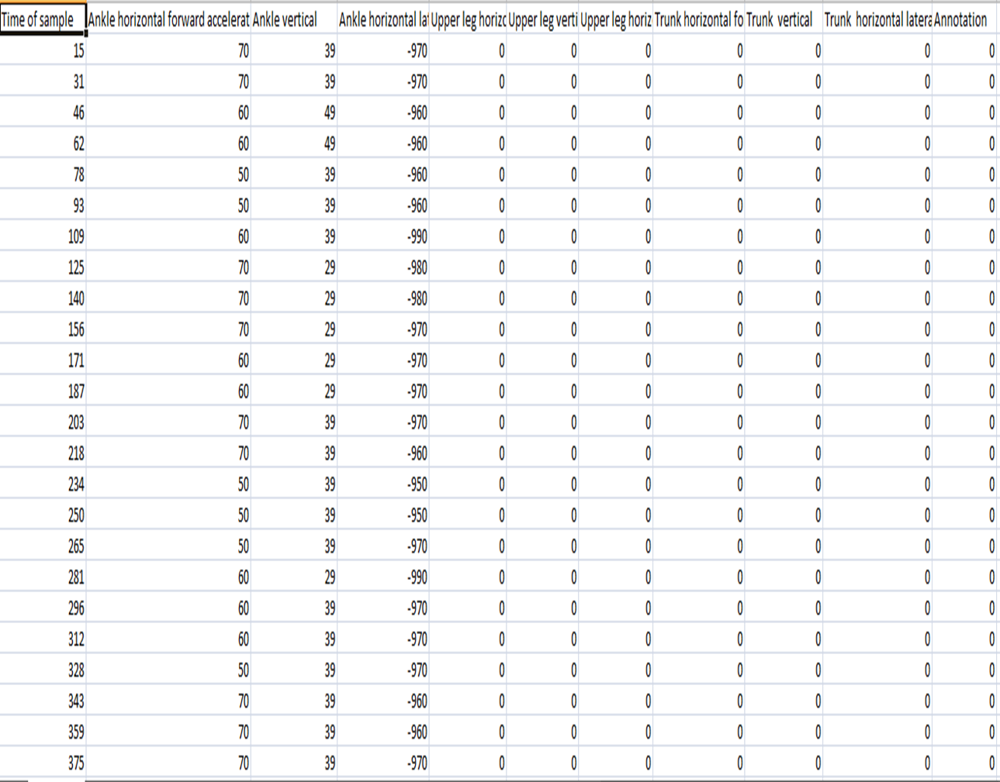 Time of sample Ankle horizontal forward accelerat Ankle vertical Ankle horizontal la Upper leg horizo Upper leg verti Upper leg horiz Trunk horizontal fo Trunk vertical Trunk horizontal latera Annotation
15 70 39 -970 0 0 0 0 0 0 0
31 70 39 -970 0 0 0 0 0 0 0
46 60 49 -960 0 0 0 0 0 0 0
62 60 49 -960 0 0 0 0 0 0 0
78 50 39 -960 0 0 0 0 0 0 0
93 50 39 -960 0 0 0 0 0 0 0
109 60 39 -990 0 0 0 0 0 0 0
125 70 29 -980 0 0 0 0 0 0 0
140 70 29 -980 0 0 0 0 0 0 0
156 70 29 -970 0 0 0 0 0 0 0
171 60 29 -970 0 0 0 0 0 0 0
187 60 29 -970 0 0 0 0 0 0 0
203 70 39 -970 0 0 0 0 0 0 0
218 70 39 -960 0 0 0 0 0 0 0
234 50 39 -950 0 0 0 0 0 0 0
250 50 39 -950 0 0 0 0 0 0 0
265 50 39 -970 0 0 0 0 0 0 0
281 60 29 -990 0 0 0 0 0 0 0
296 60 39 -970 0 0 0 0 0 0 0
312 60 39 -970 0 0 0 0 0 0 0
328 50 39 -970 0 0 0 0 0 0 0
343 70 39 -960 0 0 0 0 0 0 0
359 70 39 -960 0 0 0 0 0 0 0
375 70 39 -970 0 0 0 0 0 0 0